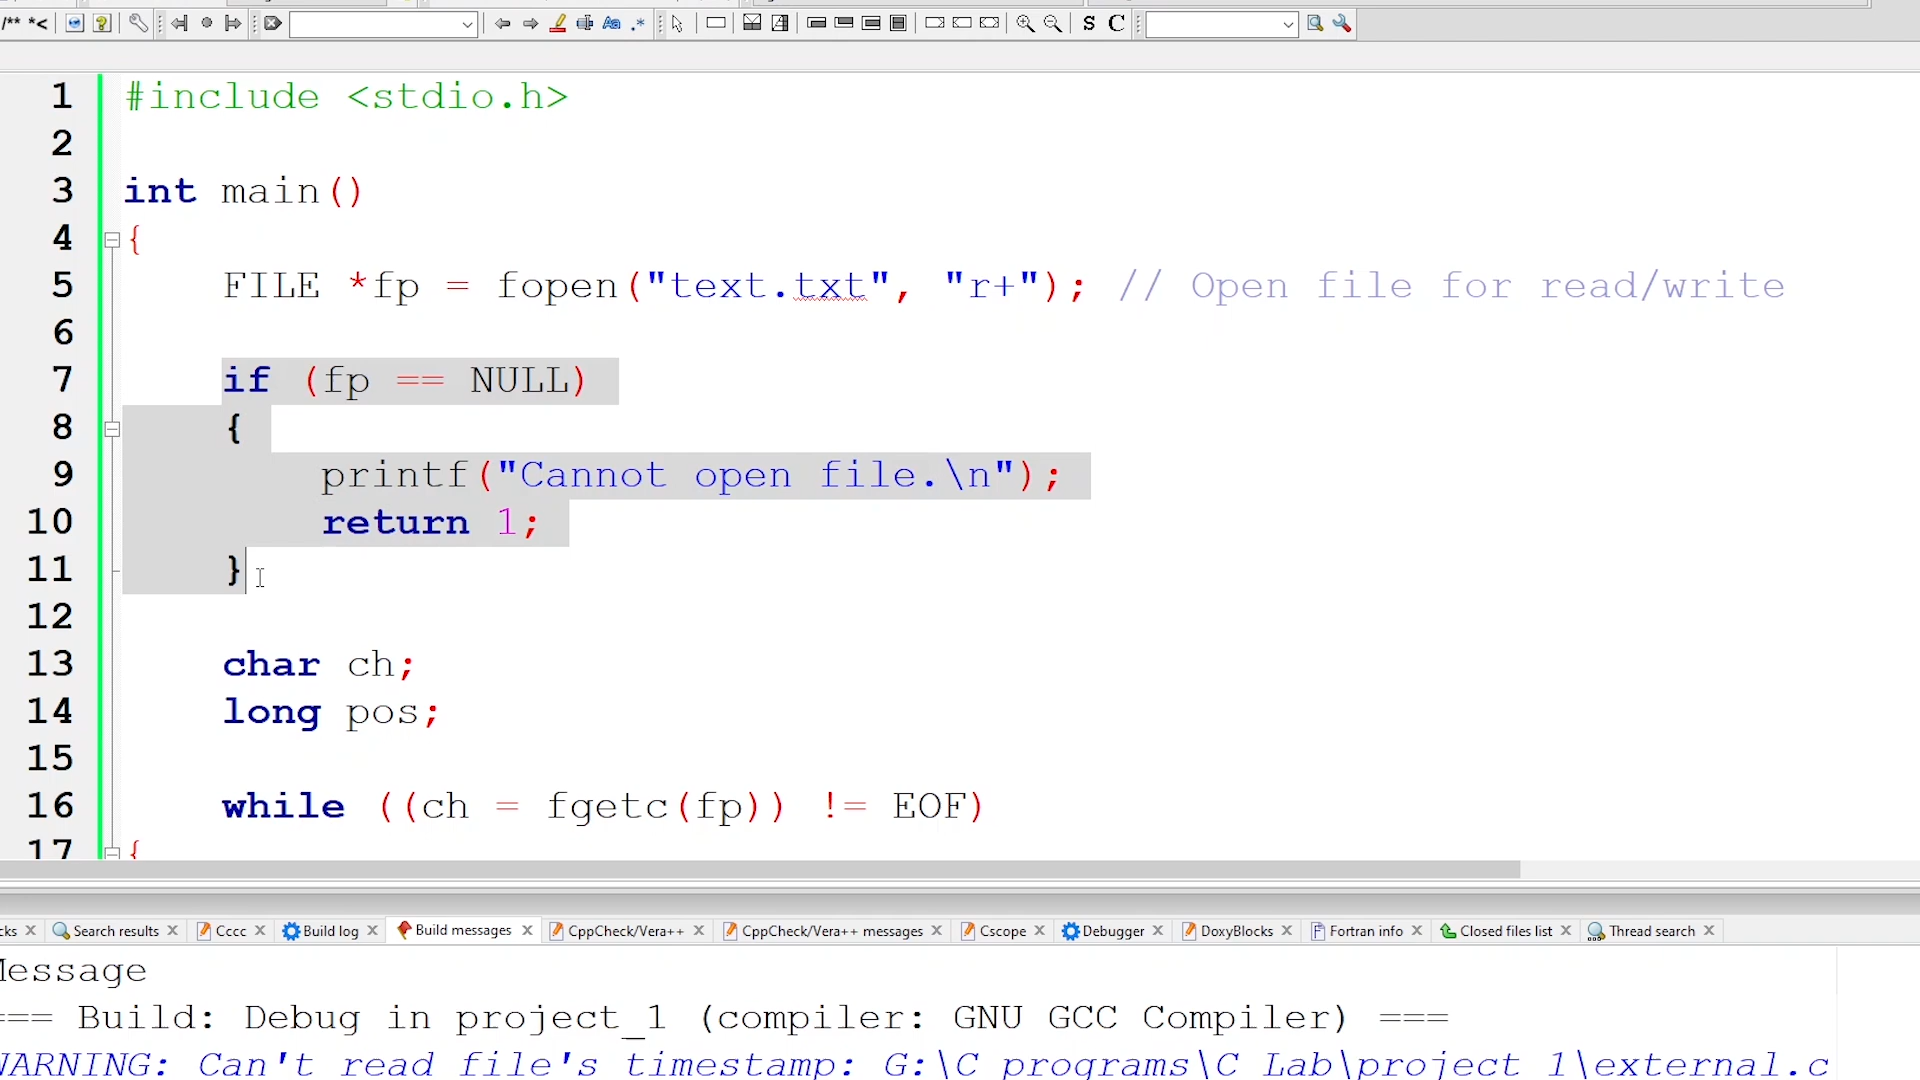 /** *<
S C
1 #include <stdio.h>
2
3 int main()
4 {
5 FILE *fp = fopen("text.txt", "r+"); // Open file for read/write
6
7 if (fp == NULL)
8 {
9 printf("Cannot open file.\n");
10 return 1;
11 }
12
13 char ch;
14 long pos;
15
16 while ((ch = fgetc(fp)) != EOF)
17 {
cks Search results Cccc Build log Build messages CppCheck/Vera++ CppCheck/Vera++ messages Cscope Debugger DoxyBlocks Fortran info Closed files list Thread search
Message
=== Build: Debug in project_1 (compiler: GNU GCC Compiler) ===
WARNING: Can't read file's timestamp: G:\C programs\C Lab\project 1\external.c